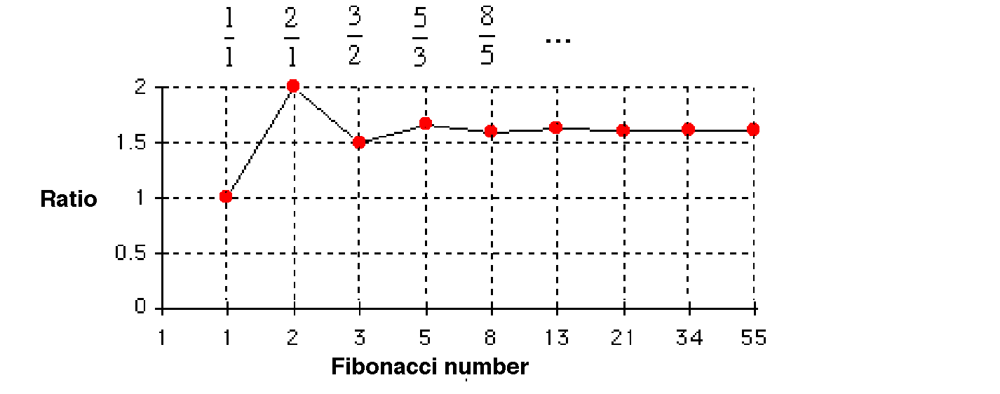 1/1 2/1 3/2 5/3 8/5 ...
2
1.5
Ratio 1
0.5
0
1 1 2 3 5 8 13 21 34 55
Fibonacci number